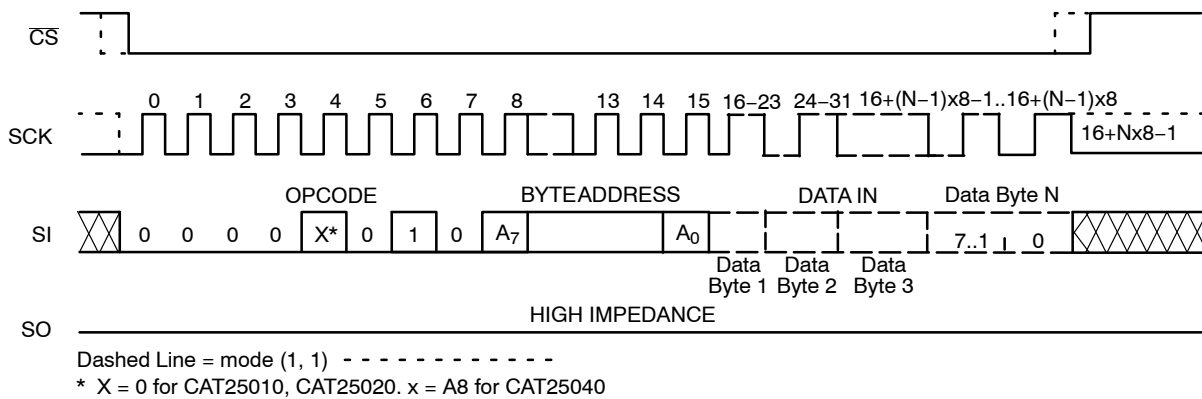 CS
0 1 2 3 4 5 6 7 8 13 14 15 16−23 24−31 16+(N−1)x8−1..16+(N−1)x8
SCK
16+Nx8−1
OPCODE BYTEADDRESS DATA IN Data Byte N
SI 0 0 0 0 X* 0 1 0 A7 A0 7..1 0
Data Byte 1 Data Byte 2 Data Byte 3
HIGH IMPEDANCE
SO
Dashed Line = mode (1, 1)
* X = 0 for CAT25010, CAT25020. x = A8 for CAT25040